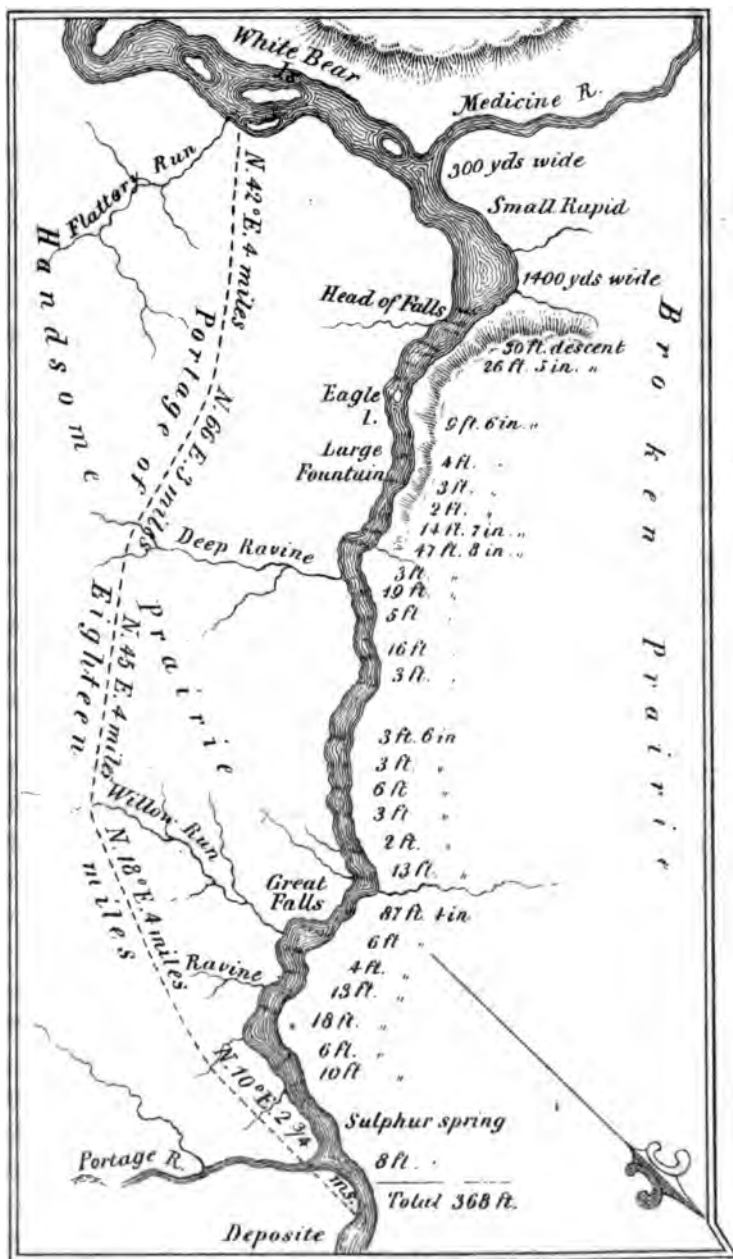 White Bear
Is.
Medicine R.
300 yds wide
Small Rapid
1400 yds wide
Flattery Run
N. 42° E. 4 miles
Handsome
Prairie
Portage of
Eighteen
miles
Head of Falls
30 ft. descent
26 ft. 5 in. "
Eagle
I.
9 ft. 6 in. "
Large
Fountain
4 ft. "
3 ft. "
2 ft. "
14 ft. 7 in. "
47 ft. 8 in. "
N. 66 E. 3 miles
Deep Ravine
3 ft. "
19 ft. "
5 ft "
16 ft "
3 ft. "
Broken Prairie
N. 45 E. 4 miles
3 ft. 6 in
3 ft. "
6 ft "
3 ft "
2 ft. "
13 ft. "
Willow Run
N. 18° E. 4 miles
Great
Falls
87 ft. 4 in
6 ft "
Ravine
4 ft. "
13 ft. "
18 ft. "
6 ft. "
10 ft "
N. 10° E. 2 3/4
ms.
Sulphur spring
Portage R.
8 ft. "
Total 368 ft.
Deposite